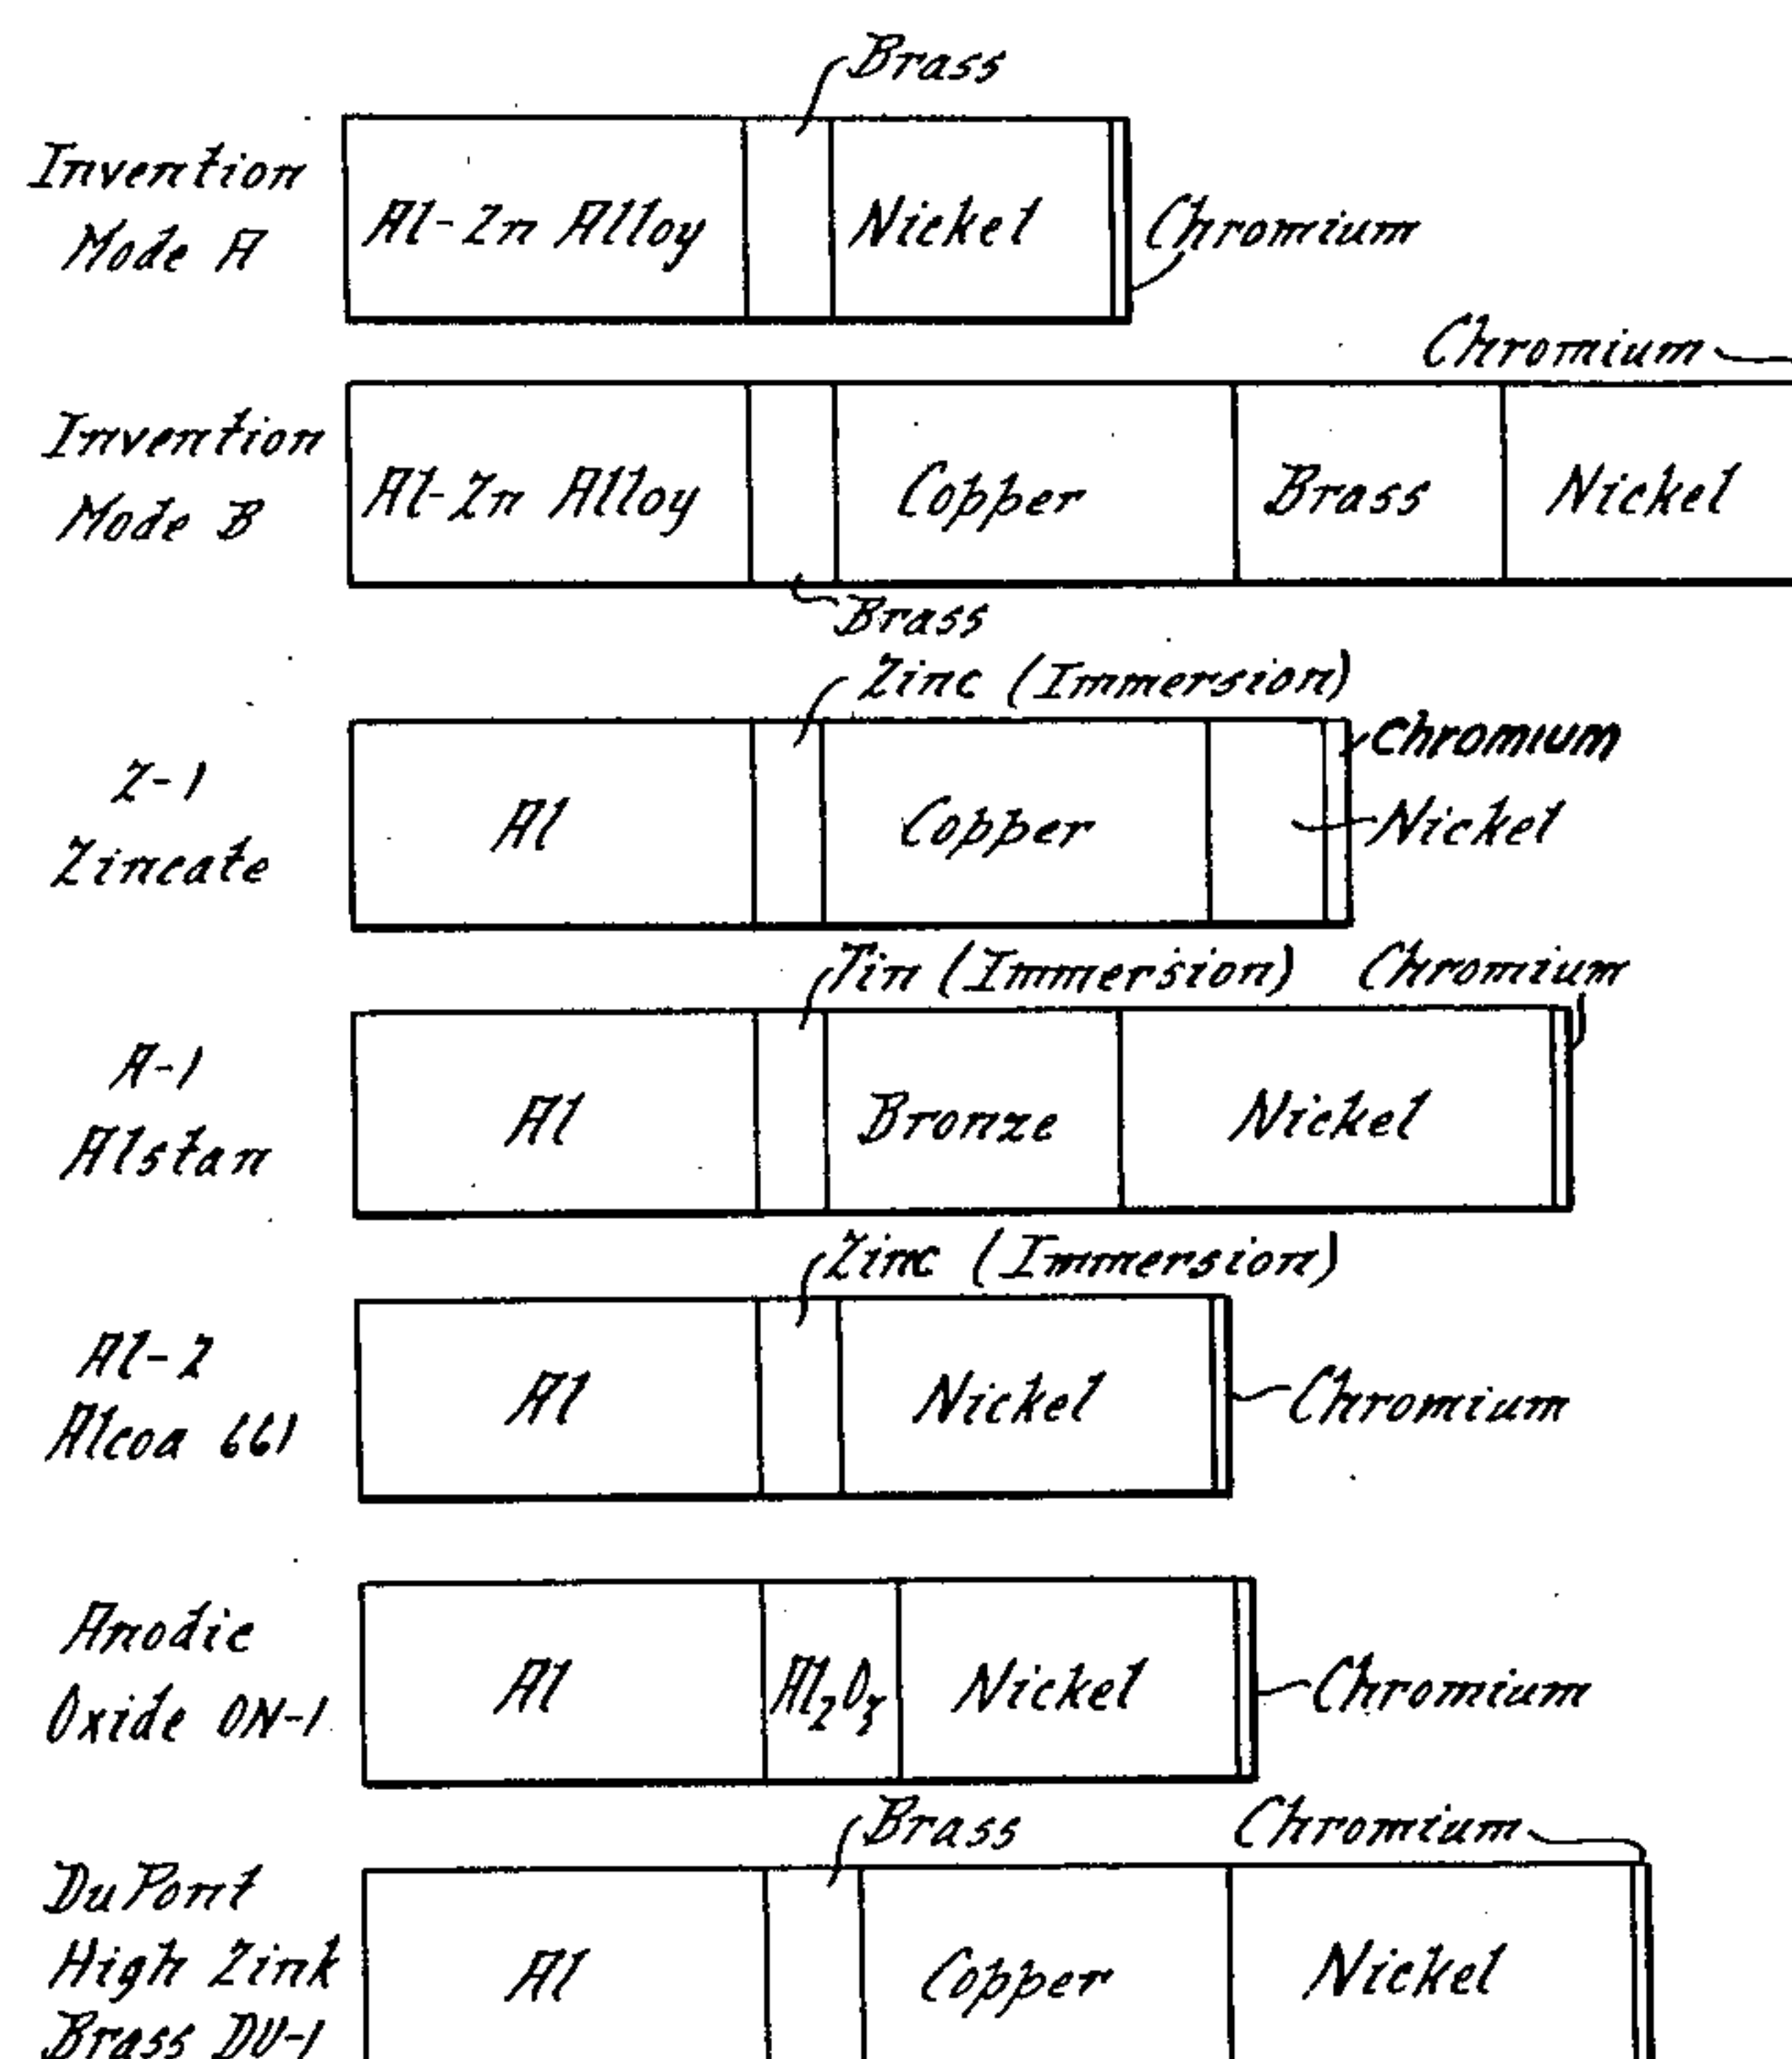 Brass
Invention
Mode A
Al-Zn Alloy
Nickel
Chromium
Chromium
Invention
Mode B
Al-Zn Alloy
Copper
Brass
Nickel
Brass
Zinc (Immersion)
Z-1
Zincate
Al
Copper
Chromium
Nickel
Tin (Immersion)
Chromium
A-1
Alstan
Al
Bronze
Nickel
Zinc (Immersion)
Al-2
Alcoa 661
Al
Nickel
Chromium
Anodic
Oxide ON-1
Al
Al₂O₃
Nickel
Chromium
Brass
Chromium
DuPont
High Zink
Brass DU-1
Al
Copper
Nickel